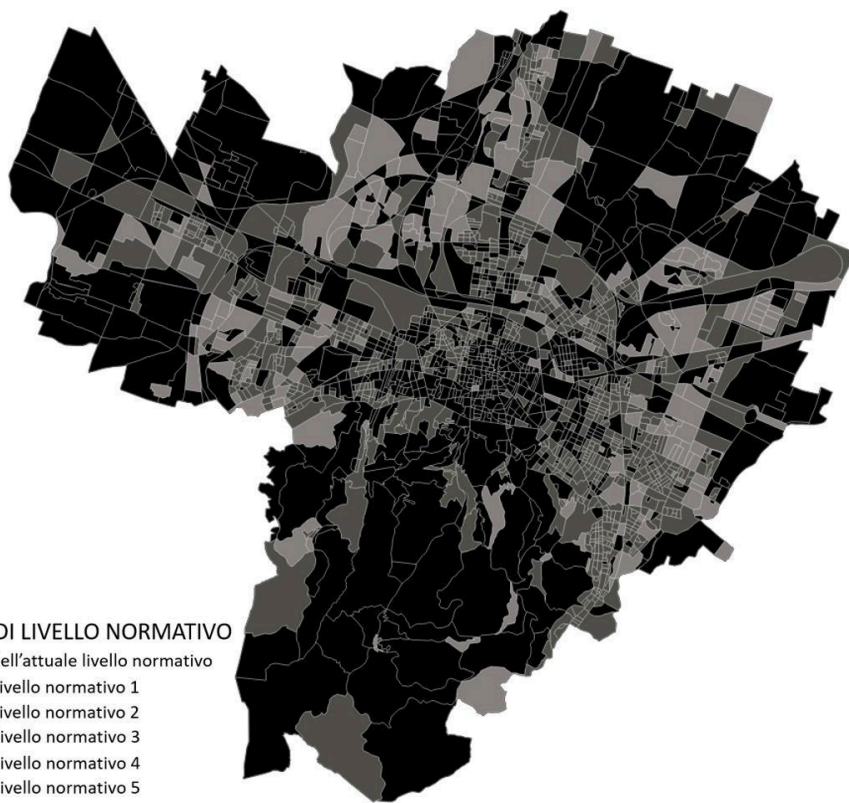 DI LIVELLO NORMATIVO
ell’attuale livello normativo
ivello normativo 1
ivello normativo 2
ivello normativo 3
ivello normativo 4
ivello normativo 5